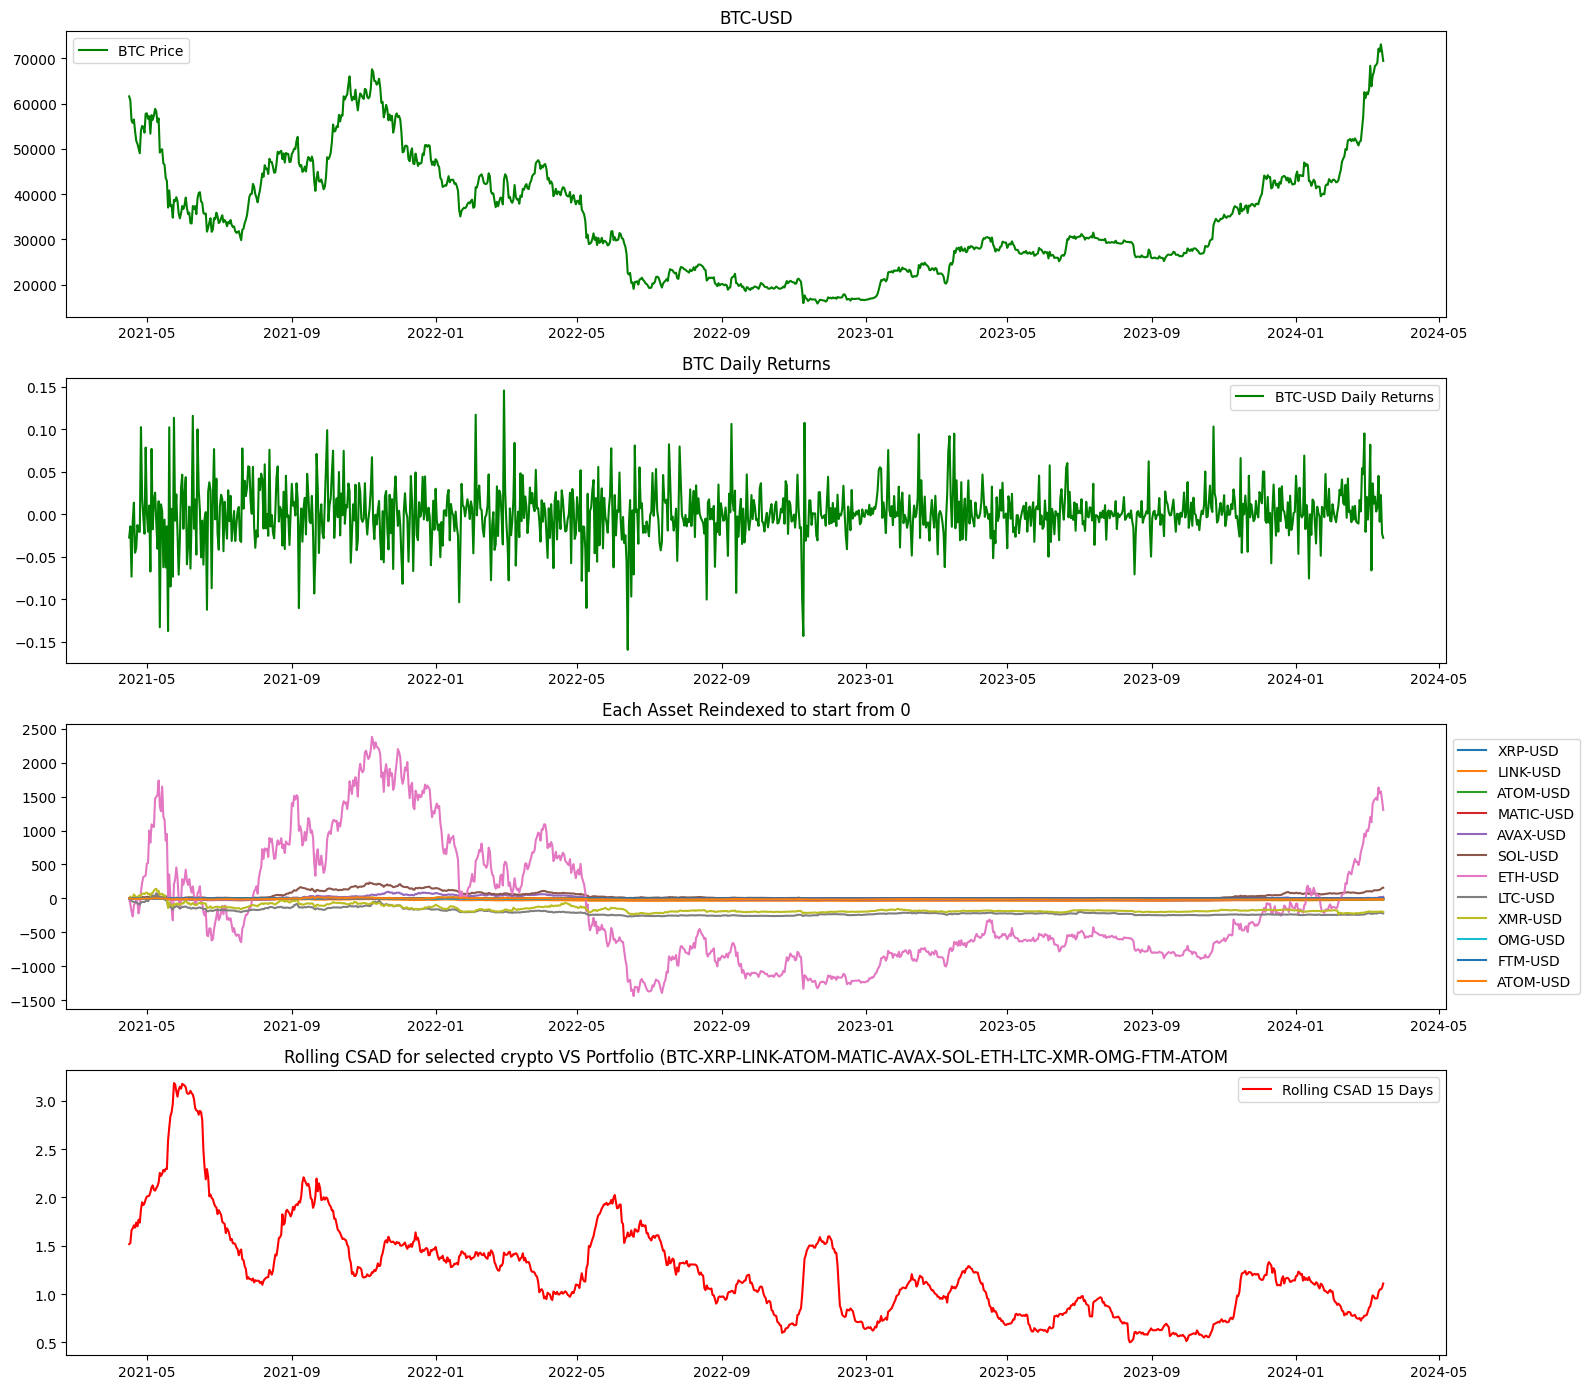 BTC-USD
BTC Price
70000
60000
50000
40000
30000
20000
2021-05 2021-09 2022-01 2022-05 2022-09 2023-01 2023-05 2023-09 2024-01 2024-05
BTC Daily Returns
BTC-USD Daily Returns
0.15
0.10
0.05
0.00
−0.05
−0.10
−0.15
2021-05 2021-09 2022-01 2022-05 2022-09 2023-01 2023-05 2023-09 2024-01 2024-05
Each Asset Reindexed to start from 0
2500
2000
1500
1000
500
0
−500
−1000
−1500
XRP-USD
LINK-USD
ATOM-USD
MATIC-USD
AVAX-USD
SOL-USD
ETH-USD
LTC-USD
XMR-USD
OMG-USD
FTM-USD
ATOM-USD
2021-05 2021-09 2022-01 2022-05 2022-09 2023-01 2023-05 2023-09 2024-01 2024-05
Rolling CSAD for selected crypto VS Portfolio (BTC-XRP-LINK-ATOM-MATIC-AVAX-SOL-ETH-LTC-XMR-OMG-FTM-ATOM
Rolling CSAD 15 Days
3.0
2.5
2.0
1.5
1.0
0.5
2021-05 2021-09 2022-01 2022-05 2022-09 2023-01 2023-05 2023-09 2024-01 2024-05